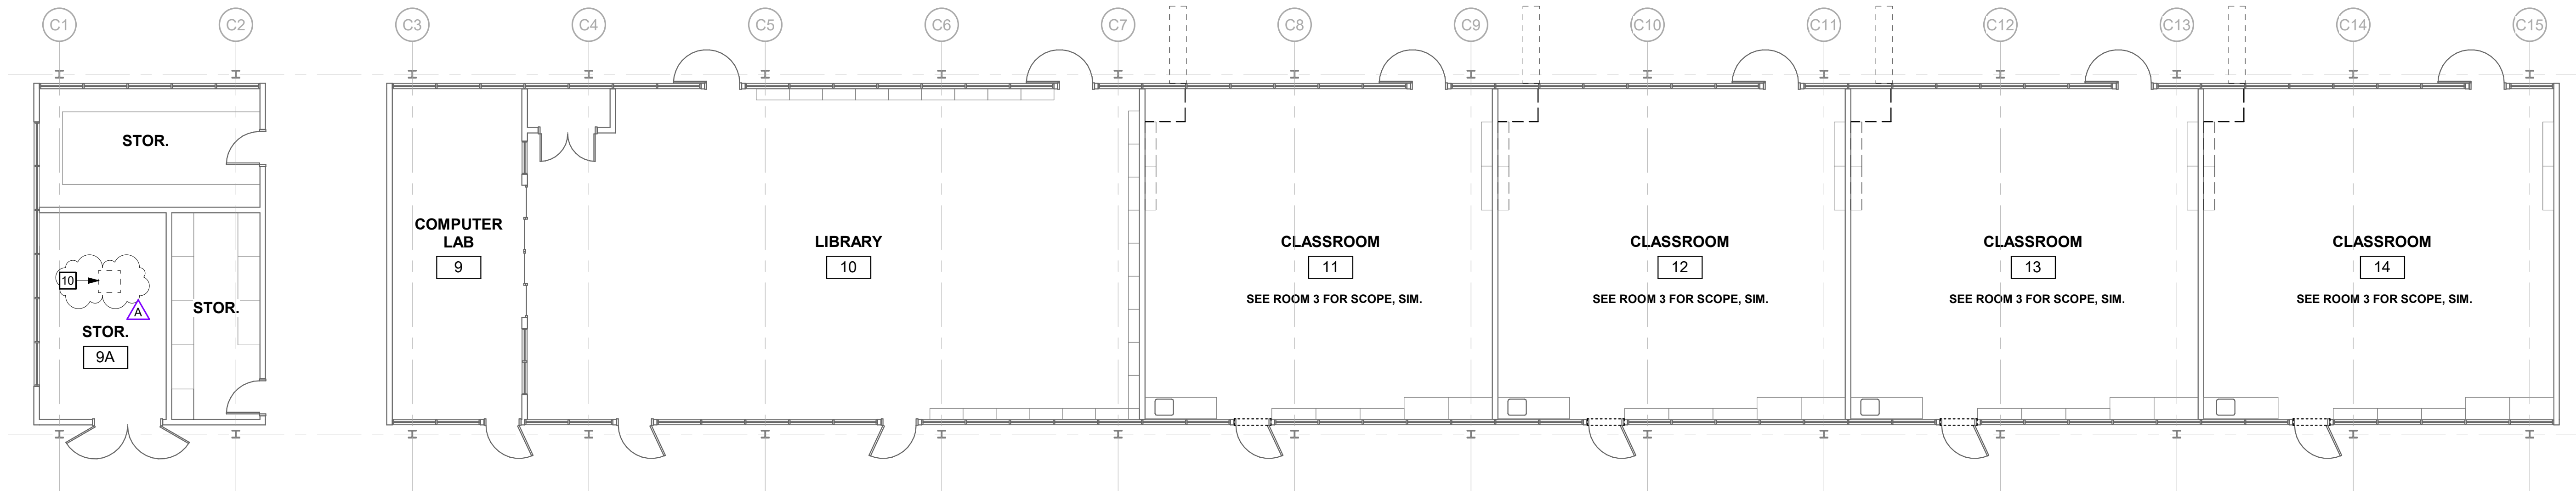 C1
C2
C3
C4
C5
C6
C7
C8
C9
C10
C11
C12
C13
C14
C15
STOR.
10
A
STOR.
9A
STOR.
COMPUTER
LAB
9
LIBRARY
10
CLASSROOM
11
SEE ROOM 3 FOR SCOPE, SIM.
CLASSROOM
12
SEE ROOM 3 FOR SCOPE, SIM.
CLASSROOM
13
SEE ROOM 3 FOR SCOPE, SIM.
CLASSROOM
14
SEE ROOM 3 FOR SCOPE, SIM.